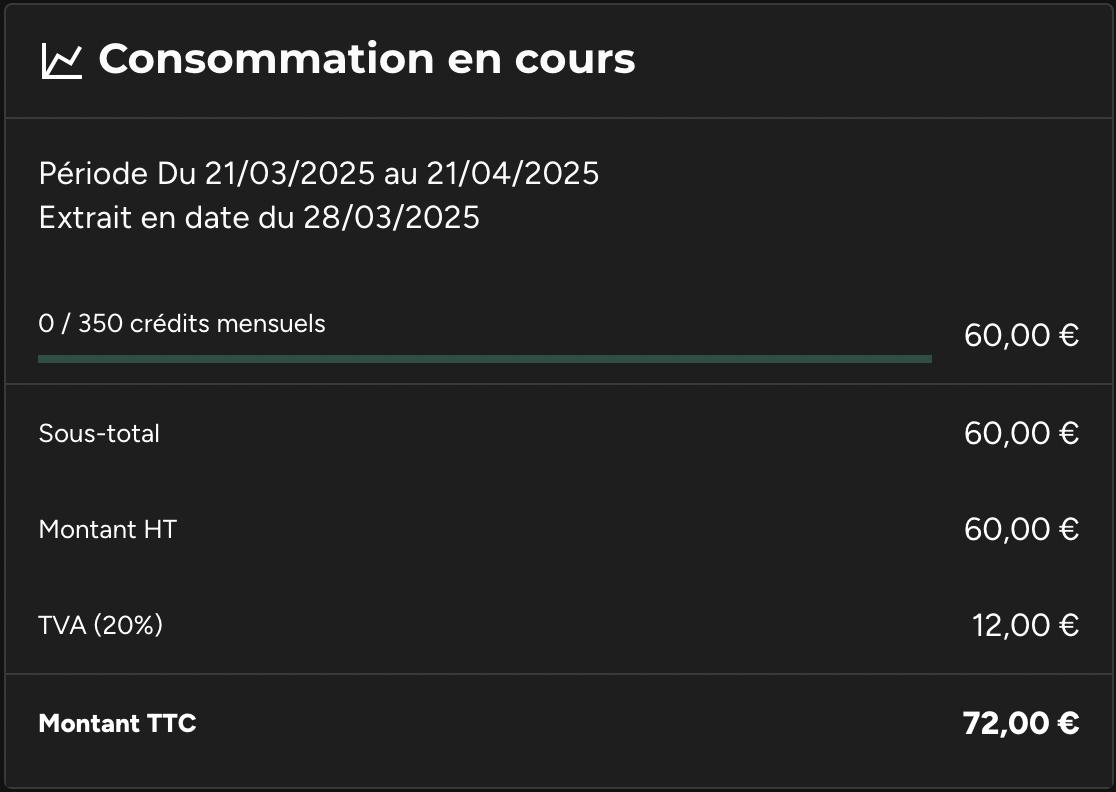 Consommation en cours
Période Du 21/03/2025 au 21/04/2025
Extrait en date du 28/03/2025
0 / 350 crédits mensuels
60,00 €
Sous-total
60,00 €
Montant HT
60,00 €
TVA (20%)
12,00 €
Montant TTC
72,00 €